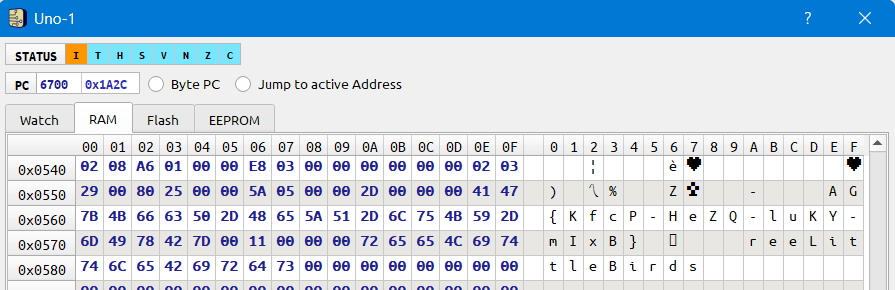 Uno-1 ? ×
STATUS I T H S V N Z C
PC 6700 0x1A2C Byte PC Jump to active Address
Watch RAM Flash EEPROM
00 01 02 03 04 05 06 07 08 09 0A 0B 0C 0D 0E 0F 0 1 2 3 4 5 6 7 8 9 A B C D E F
0x0540 02 08 A6 01 00 00 E8 03 00 00 00 00 00 00 02 03 ¦ è ♥ ♥
0x0550 29 00 80 25 00 00 5A 05 00 00 2D 00 00 00 41 47 ) % Z - A G
0x0560 7B 4B 66 63 50 2D 48 65 5A 51 2D 6C 75 4B 59 2D { K f c P - H e Z Q - l u K Y -
0x0570 6D 49 78 42 7D 00 11 00 00 00 72 65 65 4C 69 74 m I x B } r e e L i t
0x0580 74 6C 65 42 69 72 64 73 00 00 00 00 00 00 00 00 t l e B i r d s